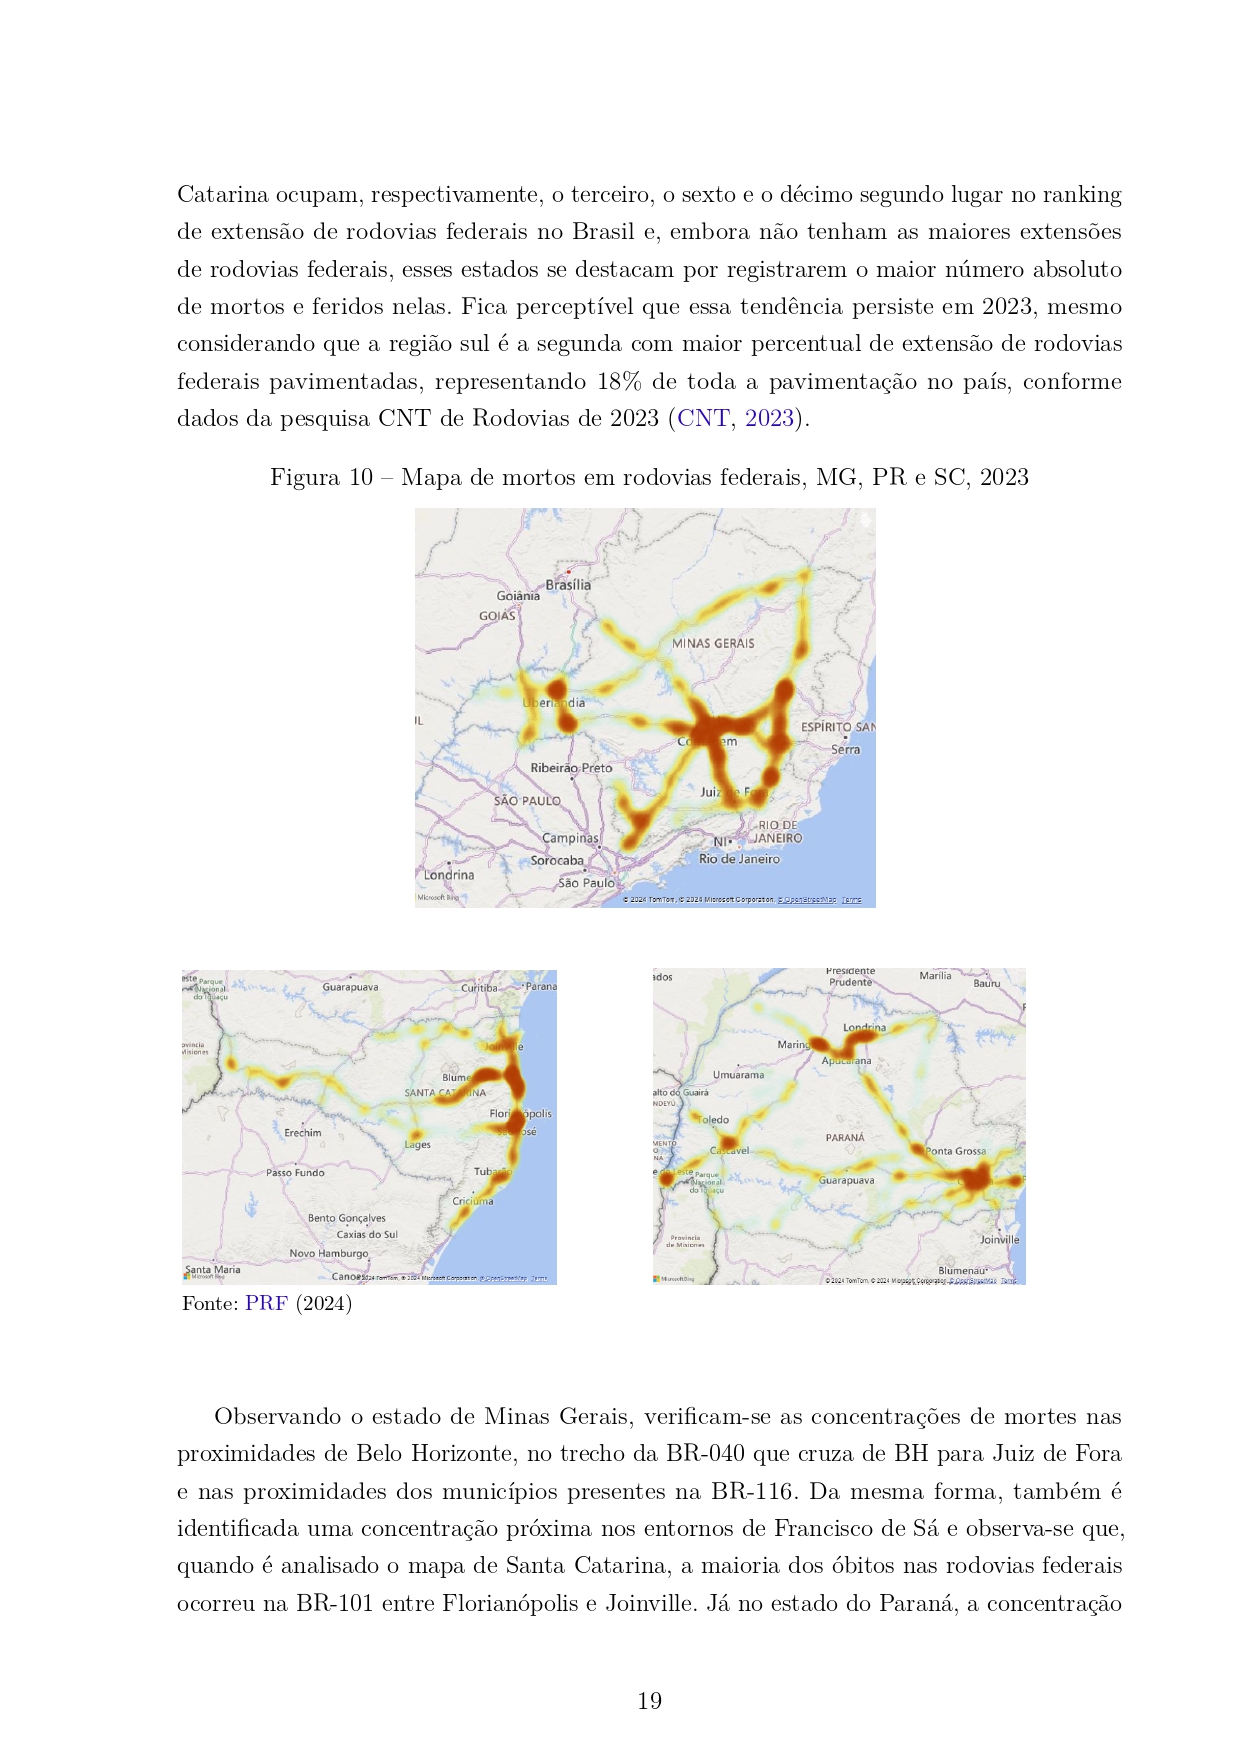 Catarina ocupam, respectivamente, o terceiro, o sexto e o décimo segundo lugar no ranking
de extensão de rodovias federais no Brasil e, embora não tenham as maiores extensões
de rodovias federais, esses estados se destacam por registrarem o maior número absoluto
de mortos e feridos nelas. Fica perceptível que essa tendência persiste em 2023, mesmo
considerando que a região sul é a segunda com maior percentual de extensão de rodovias
federais pavimentadas, representando 18% de toda a pavimentação no país, conforme
dados da pesquisa CNT de Rodovias de 2023 (CNT, 2023).
Figura 10 – Mapa de mortos em rodovias federais, MG, PR e SC, 2023
Brasília
Goiânia
GOIÁS
MINAS GERAIS
Uberlandia
ESPÍRITO SAN
Serra
Ribeirão Preto
Juiz de Fora
SÃO PAULO
RIO DE
JANEIRO
Campinas
NI
Sorocaba
Rio de Janeiro
Londrina
São Paulo
Microsoft Bing
© 2024 TomTom, © 2024 Microsoft Corporation, © OpenStreetMap Terms
Parque
Nacional
do Iguaçu
Guarapuava
Curitiba
Parana
ovíncia
Misiones
Joinville
Blume
SANTA CATARINA
Florianópolis
São José
Erechim
Lages
Passo Fundo
Tubarão
Criciúma
Bento Gonçalves
Caxias do Sul
Novo Hamburgo
Santa Maria
Microsoft Bing
Canoas
2024 TomTom, © 2024 Microsoft Corporation © OpenStreetMap Terms
ados
Presidente
Prudente
Marília
Bauru
Londrina
Maring
Apucarana
Umuarama
alto do Guairá
NDEYÚ
Toledo
PARANÁ
MENTO
Cascavel
Ponta Grossa
Parque
Nacional
do Iguaçu
Guarapuava
Provincia
de Misiones
Joinville
Blumenau
Microsoft Bing
© 2024 TomTom, © 2024 Microsoft Corporation, © OpenStreetMap Terms
Fonte: PRF (2024)
Observando o estado de Minas Gerais, verificam-se as concentrações de mortes nas
proximidades de Belo Horizonte, no trecho da BR-040 que cruza de BH para Juiz de Fora
e nas proximidades dos municípios presentes na BR-116. Da mesma forma, também é
identificada uma concentração próxima nos entornos de Francisco de Sá e observa-se que,
quando é analisado o mapa de Santa Catarina, a maioria dos óbitos nas rodovias federais
ocorreu na BR-101 entre Florianópolis e Joinville. Já no estado do Paraná, a concentração
19